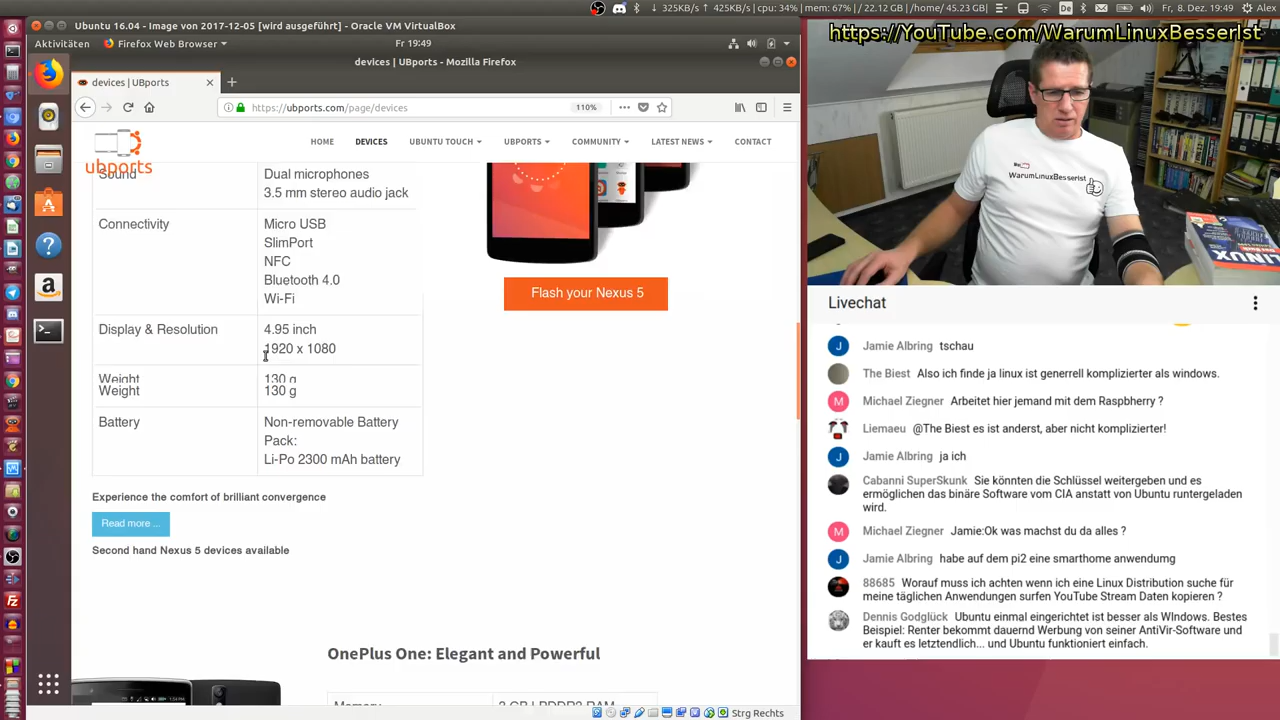 Ubuntu 16.04 - Image von 2017-12-05 [wird ausgeführt] - Oracle VM VirtualBox
325KB/s 425KB/s cpu: 34% mem: 67% // 22.12 GB /home/ 45.23 GB De Fr 8. Dez, 19:49 Alex
Aktivitäten Firefox Web Browser Fr 19:49
devices | UBports - Mozilla Firefox
devices | UBports
https://ubports.com/page/devices 110%
ubports
HOME DEVICES UBUNTU TOUCH UBPORTS COMMUNITY LATEST NEWS CONTACT
Sound Dual microphones
3.5 mm stereo audio jack
Connectivity Micro USB
SlimPort
NFC
Bluetooth 4.0
Wi-Fi
Display & Resolution 4.95 inch
1920 x 1080
Weight 130 g
Weight 130 g
Battery Non-removable Battery
Pack:
Li-Po 2300 mAh battery
Flash your Nexus 5
Experience the comfort of brilliant convergence
Read more ...
Second hand Nexus 5 devices available
OnePlus One: Elegant and Powerful
Memory 3 GB LPDDR3 RAM
Strg Rechts
https://YouTube.com/WarumLinuxBesserIst
WarumLinuxBesserIst
LINUX
Livechat
Jamie Albring tschau
The Biest Also ich finde ja linux ist generrell komplizierter als windows.
Michael Ziegner Arbeitet hier jemand mit dem Raspbherry ?
Liemaeu @The Biest es ist anderst, aber nicht komplizierter!
Jamie Albring ja ich
Cabanni SuperSkunk Sie könnten die Schlüssel weitergeben und es
ermöglichen das binäre Software vom CIA anstatt von Ubuntu runtergeladen
wird.
Michael Ziegner Jamie:Ok was machst du da alles ?
Jamie Albring habe auf dem pi2 eine smarthome anwendumg
88685 Worauf muss ich achten wenn ich eine Linux Distribution suche für
meine täglichen Anwendungen surfen YouTube Stream Daten kopieren ?
Dennis Godglück Ubuntu einmal eingerichtet ist besser als WIndows. Bestes
Beispiel: Renter bekommt dauernd Werbung von seiner AntiVir-Software und
er kauft es letztendlich... und Ubuntu funktioniert einfach.